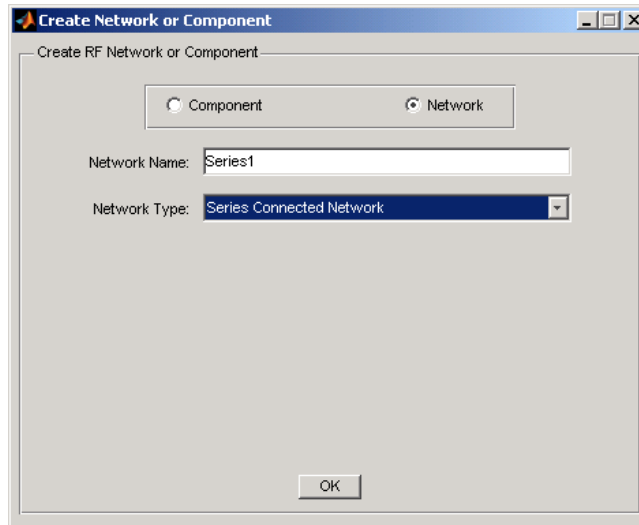 Create Network or Component
Create RF Network or Component
Component Network
Network Name: Series1
Network Type: Series Connected Network
OK